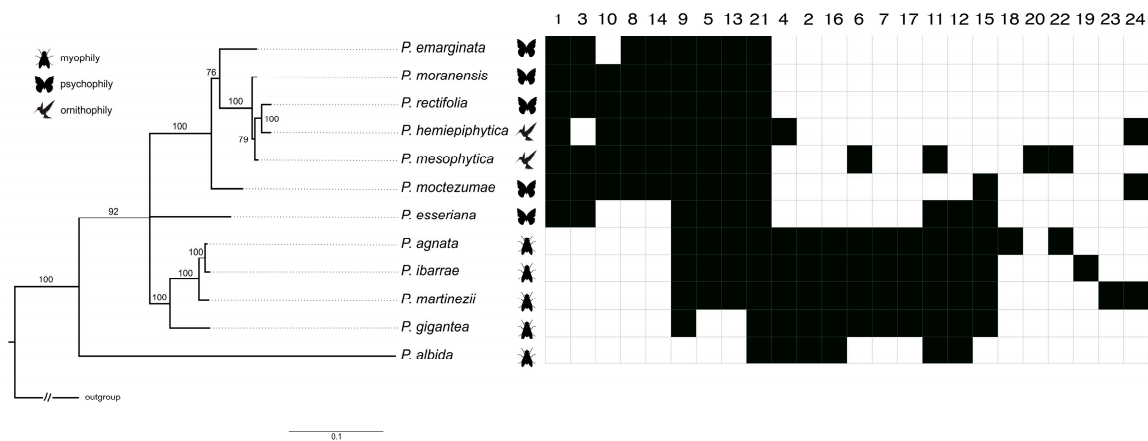 1 3 10 8 14 9 5 13 21 4 2 16 6 7 17 11 12 15 18 20 22 19 23 24
myophily
psychophily
ornithophily
P. emarginata
76
P. moranensis
100
P. rectifolia
100
P. hemiepiphytica
100
79
P. mesophytica
P. moctezumae
92
P. esseriana
P. agnata
100
P. ibarrae
100
100
P. martinezii
100
P. gigantea
P. albida
outgroup
0.1